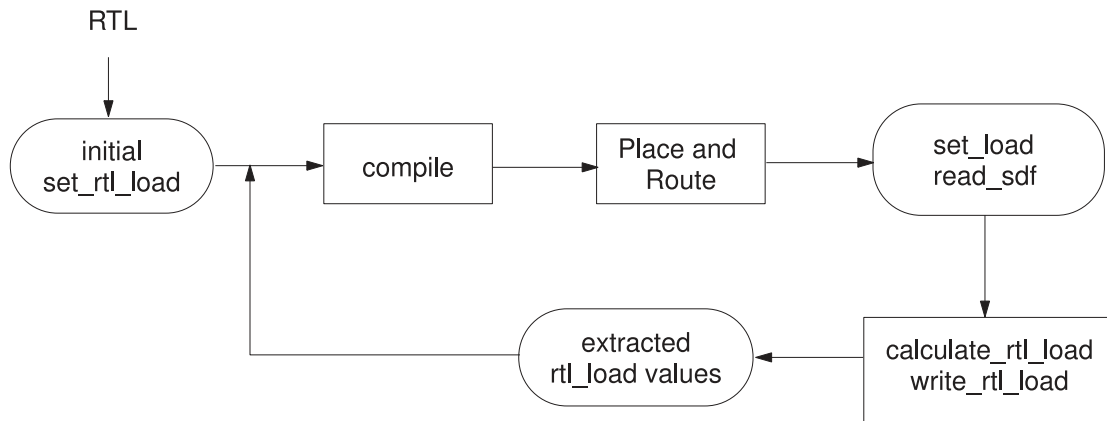 RTL
initial
set_rtl_load
compile
Place and
Route
set_load
read_sdf
calculate_rtl_load
write_rtl_load
extracted
rtl_load values